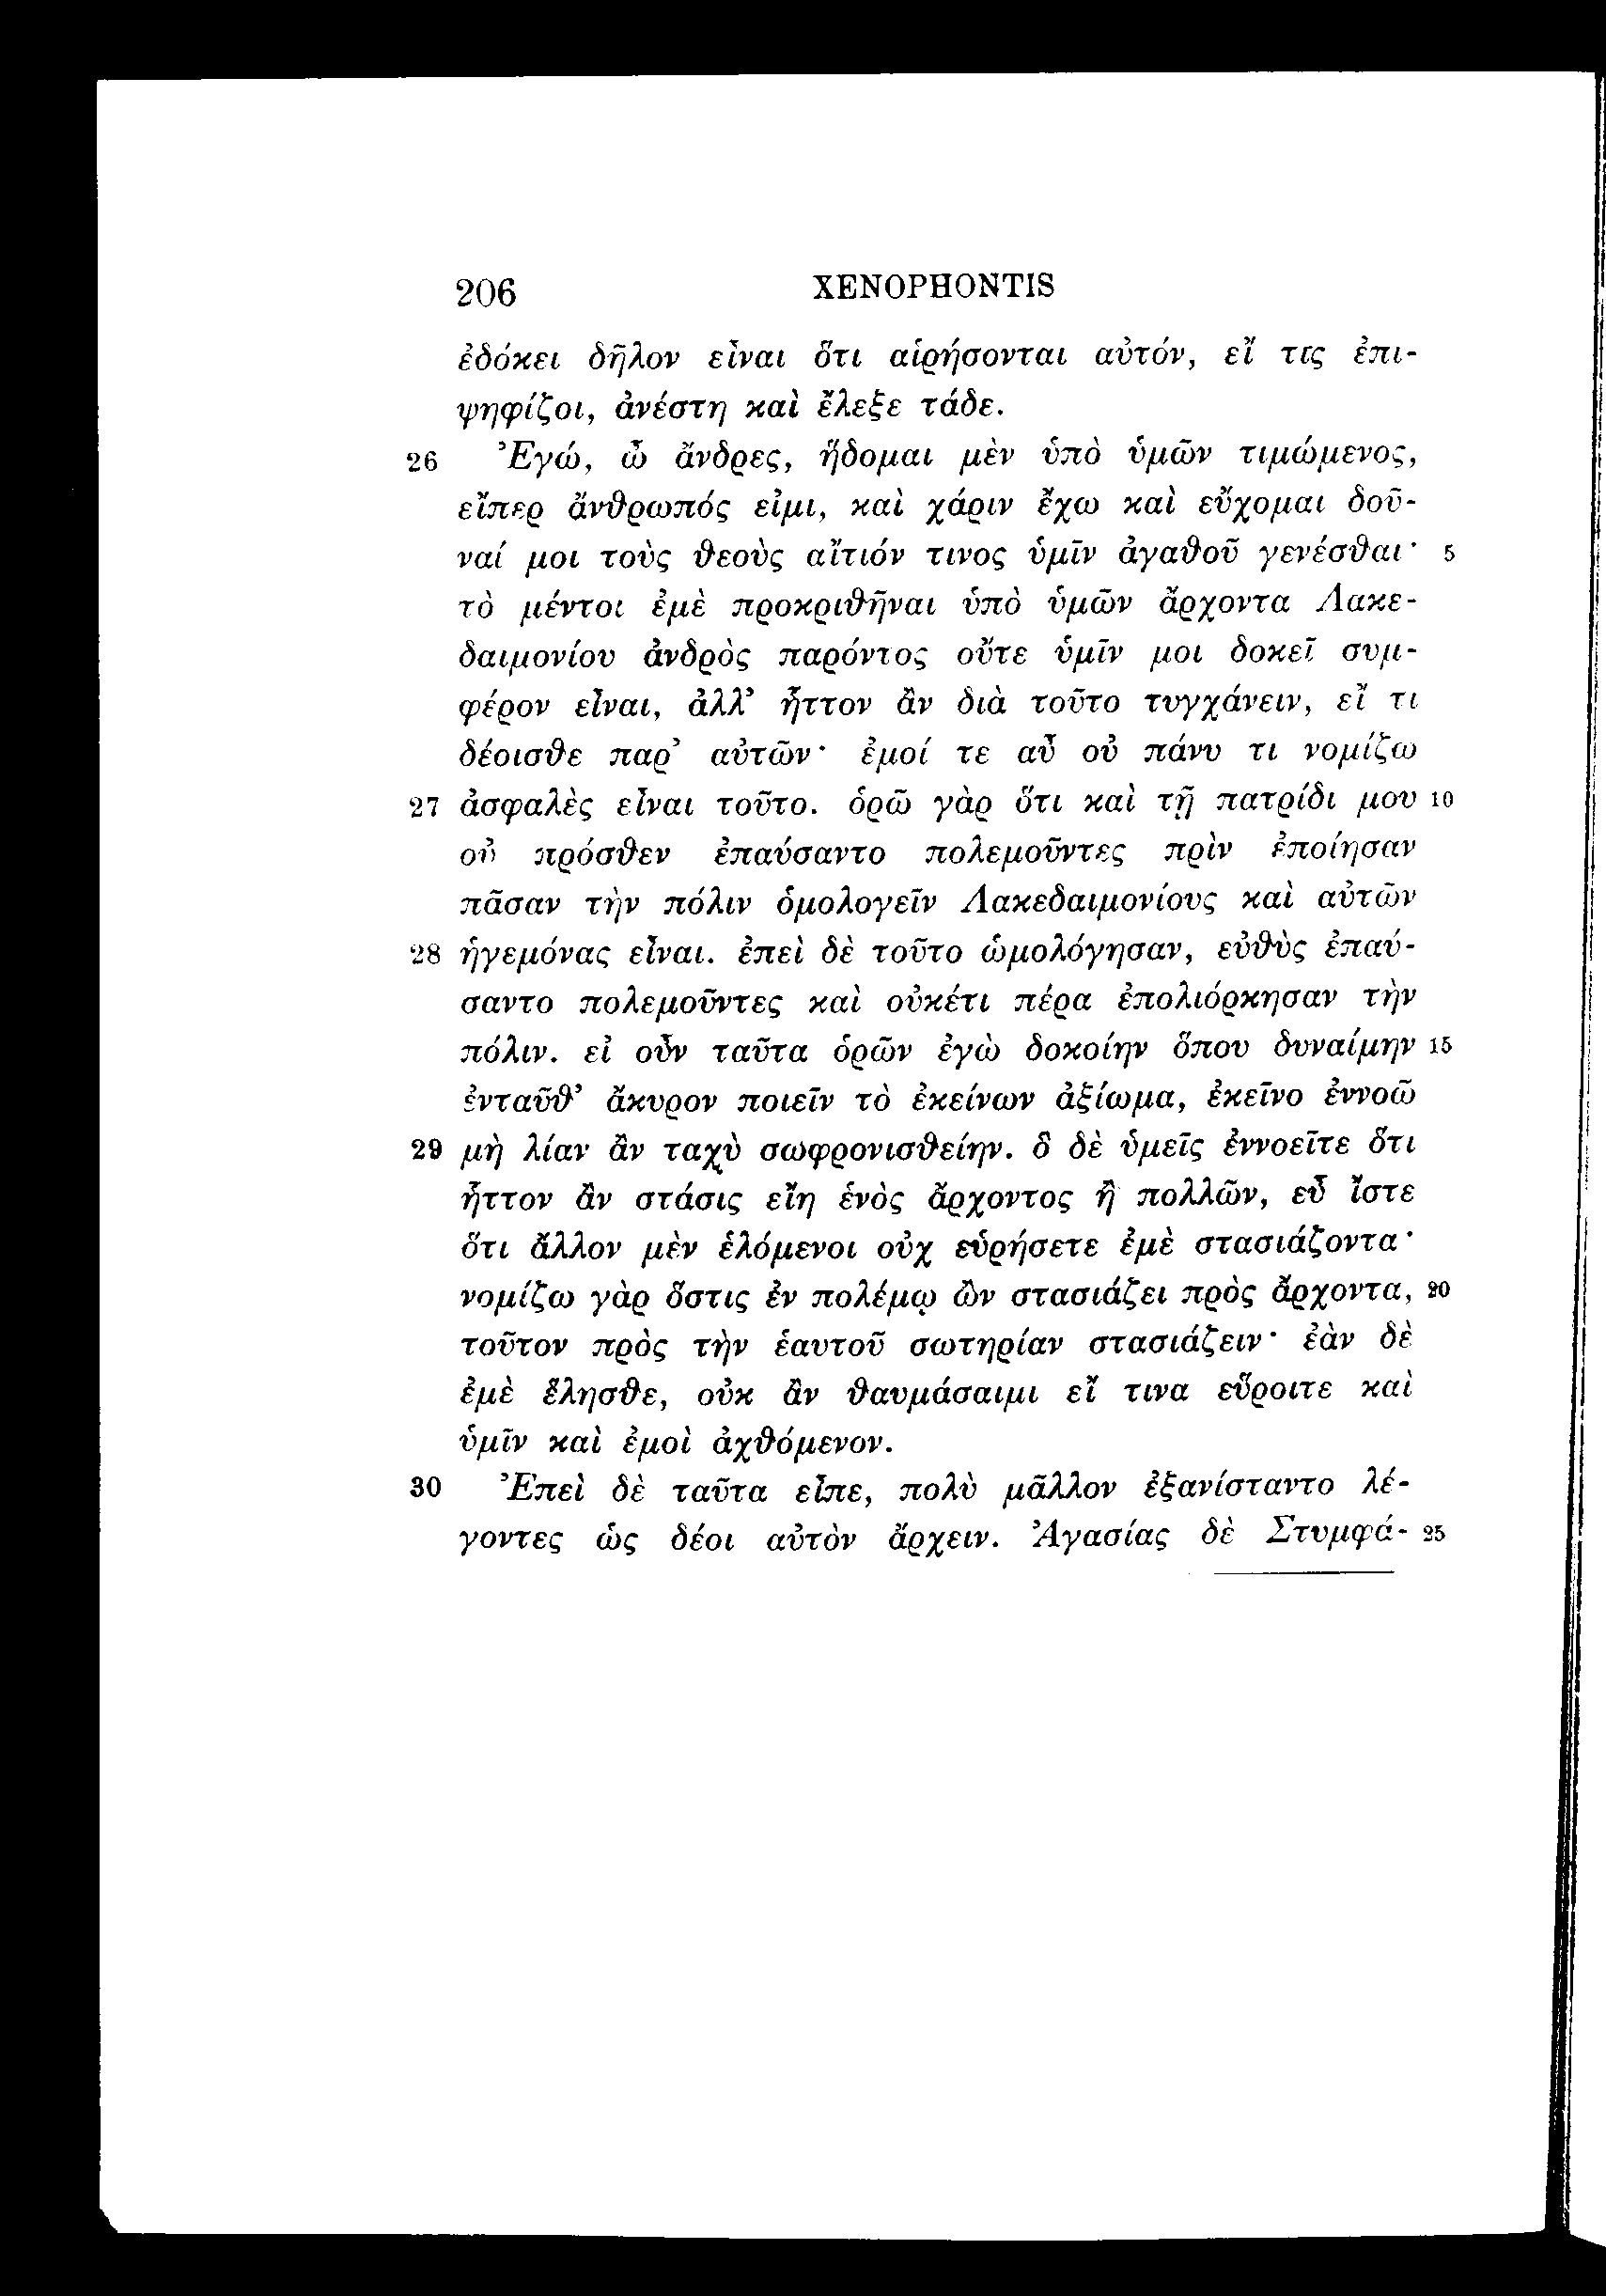 206 XENOPHONTIS
ἐδόκει δῆλον εἶναι ὅτι αἱρήσονται αὐτόν, εἴ τις ἐπι-
ψηφίζοι, ἀνέστη καὶ ἔλεξε τάδε.
26 Ἐγώ, ὦ ἄνδρες, ἥδομαι μὲν ὑπὸ ὑμῶν τιμώμενος,
εἴπερ ἄνθρωπός εἰμι, καὶ χάριν ἔχω καὶ εὔχομαι δοῦ-
ναί μοι τοὺς θεοὺς αἴτιόν τινος ὑμῖν ἀγαθοῦ γενέσθαι· 5
τὸ μέντοι ἐμὲ προκριθῆναι ὑπὸ ὑμῶν ἄρχοντα Λακε-
δαιμονίου ἀνδρὸς παρόντος οὔτε ὑμῖν μοι δοκεῖ συμ-
φέρον εἶναι, ἀλλ’ ἧττον ἂν διὰ τοῦτο τυγχάνειν, εἴ τι
δέοισθε παρ’ αὐτῶν· ἐμοί τε αὖ οὐ πάνυ τι νομίζω
27 ἀσφαλὲς εἶναι τοῦτο. ὁρῶ γὰρ ὅτι καὶ τῇ πατρίδι μου 10
οὐ πρόσθεν ἐπαύσαντο πολεμοῦντες πρὶν ἐποίησαν
πᾶσαν τὴν πόλιν ὁμολογεῖν Λακεδαιμονίους καὶ αὐτῶν
28 ἡγεμόνας εἶναι. ἐπεὶ δὲ τοῦτο ὡμολόγησαν, εὐθὺς ἐπαύ-
σαντο πολεμοῦντες καὶ οὐκέτι πέρα ἐπολιόρκησαν τὴν
πόλιν. εἰ οὖν ταῦτα ὁρῶν ἐγὼ δοκοίην ὅπου δυναίμην 15
ἐνταῦθ’ ἄκυρον ποιεῖν τὸ ἐκείνων ἀξίωμα, ἐκεῖνο ἐννοῶ
29 μὴ λίαν ἂν ταχὺ σωφρονισθείην. ὃ δὲ ὑμεῖς ἐννοεῖτε ὅτι
ἧττον ἂν στάσις εἴη ἑνὸς ἄρχοντος ἢ πολλῶν, εὖ ἴστε
ὅτι ἄλλον μὲν ἑλόμενοι οὐχ εὑρήσετε ἐμὲ στασιάζοντα·
νομίζω γὰρ ὅστις ἐν πολέμῳ ὢν στασιάζει πρὸς ἄρχοντα, 20
τοῦτον πρὸς τὴν ἑαυτοῦ σωτηρίαν στασιάζειν· ἐὰν δὲ
ἐμὲ ἕλησθε, οὐκ ἂν θαυμάσαιμι εἴ τινα εὕροιτε καὶ
ὑμῖν καὶ ἐμοὶ ἀχθόμενον.
30 Ἐπεὶ δὲ ταῦτα εἶπε, πολὺ μᾶλλον ἐξανίσταντο λέ-
γοντες ὡς δέοι αὐτὸν ἄρχειν. Ἀγασίας δὲ Στυμφά- 25